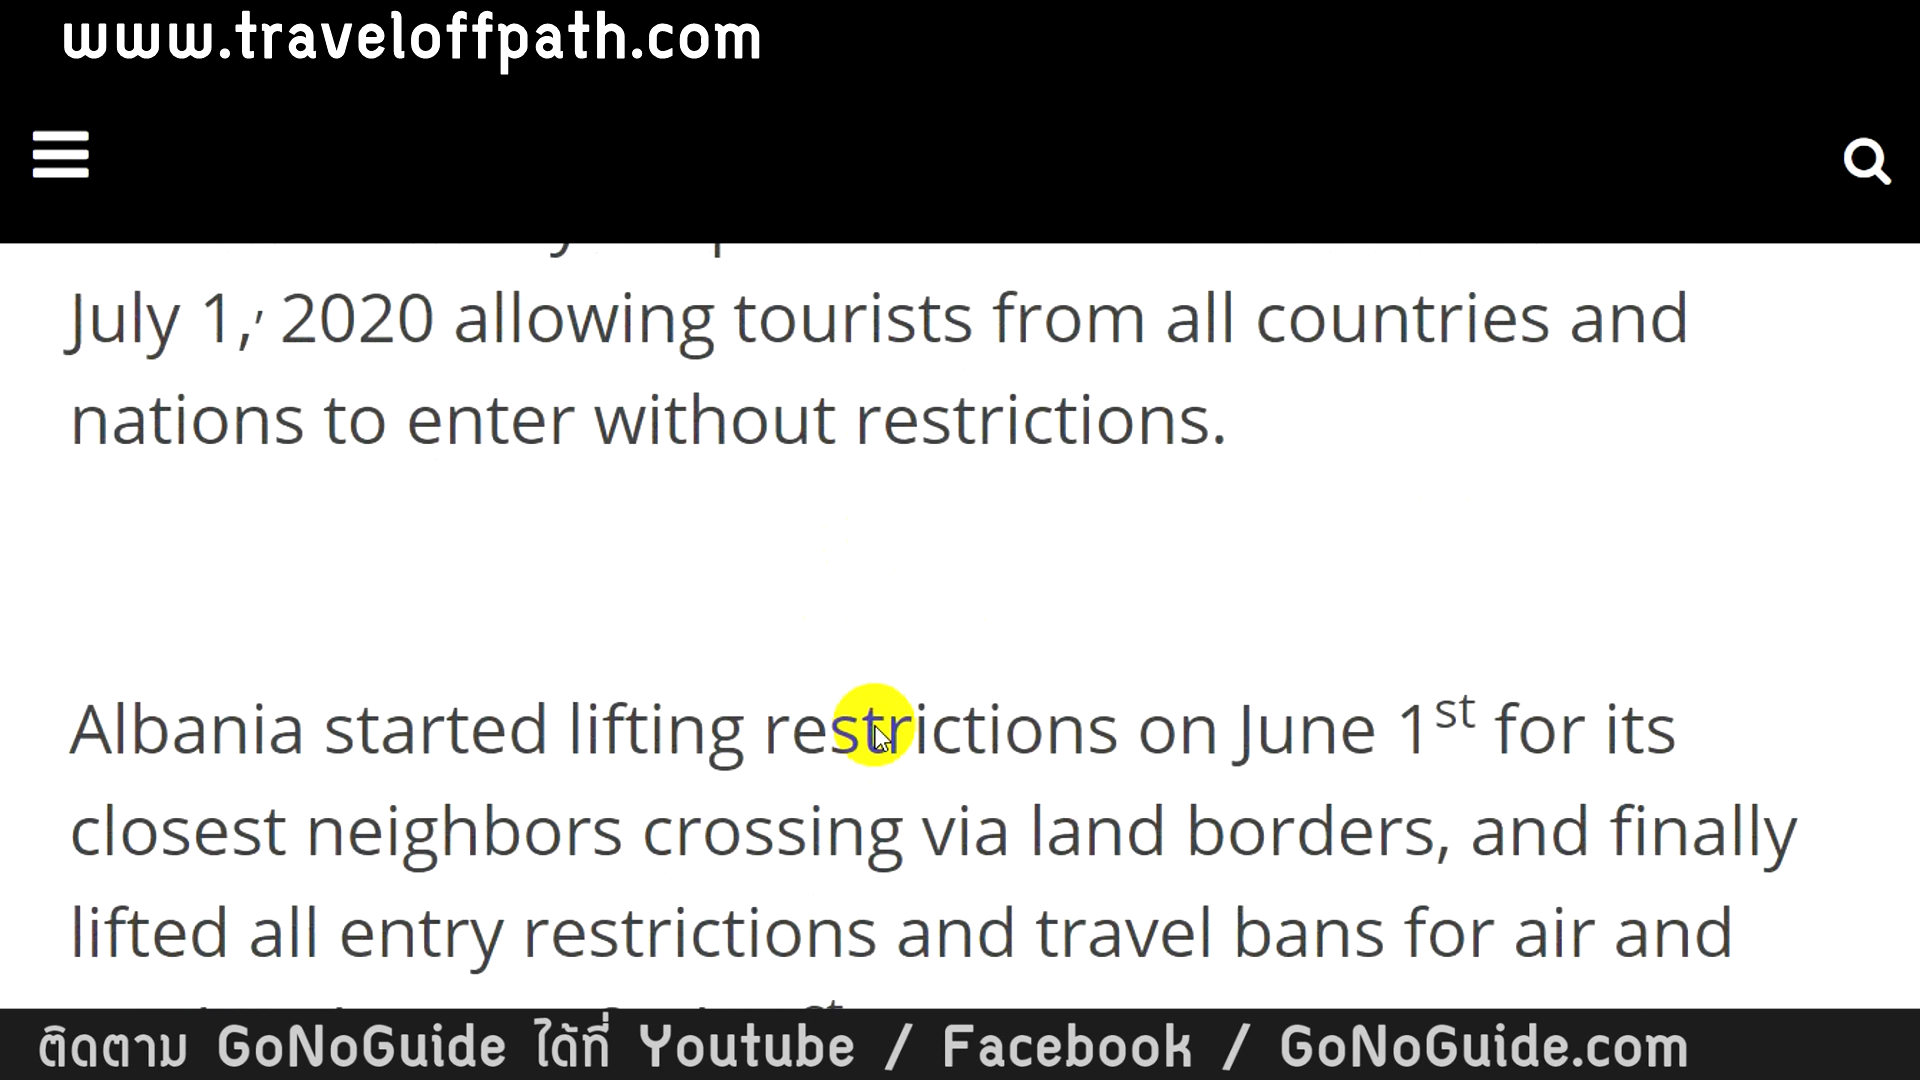 www.traveloffpath.com
July 1,, 2020 allowing tourists from all countries and
nations to enter without restrictions.
Albania started lifting restrictions on June 1st for its
closest neighbors crossing via land borders, and finally
lifted all entry restrictions and travel bans for air and
ติดตาม GoNoGuide ได้ที่ Youtube / Facebook / GoNoGuide.com